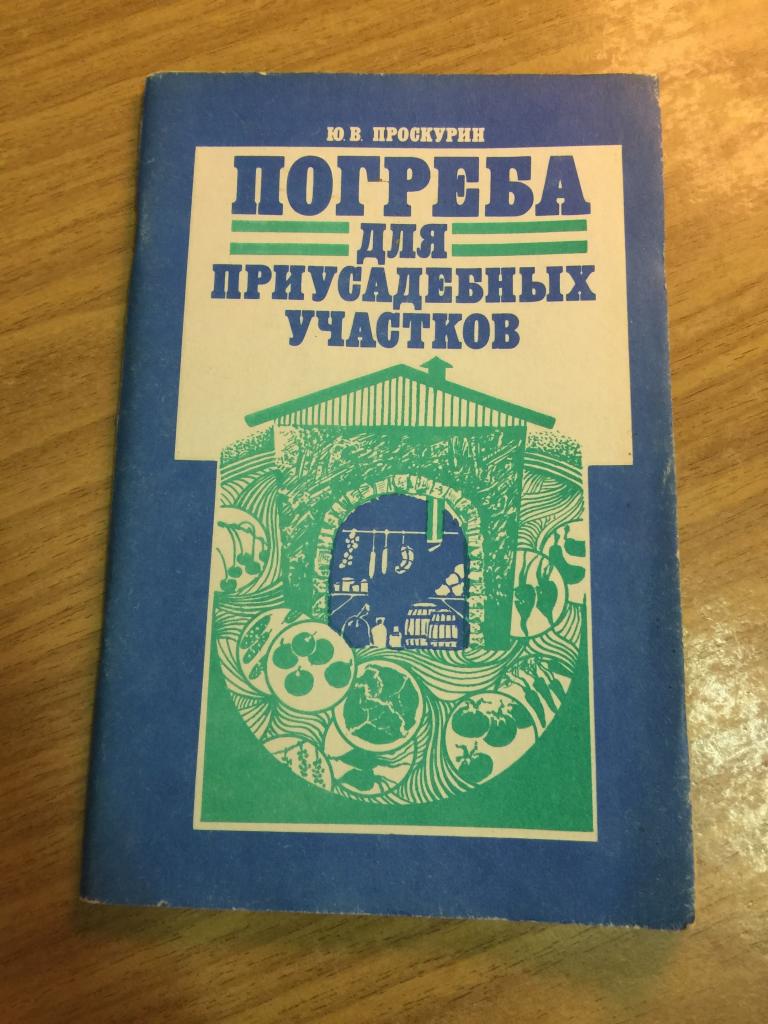 Ю. В. ПРОСКУРИН
ПОГРЕБА
ДЛЯ
ПРИУСАДЕБНЫХ
УЧАСТКОВ